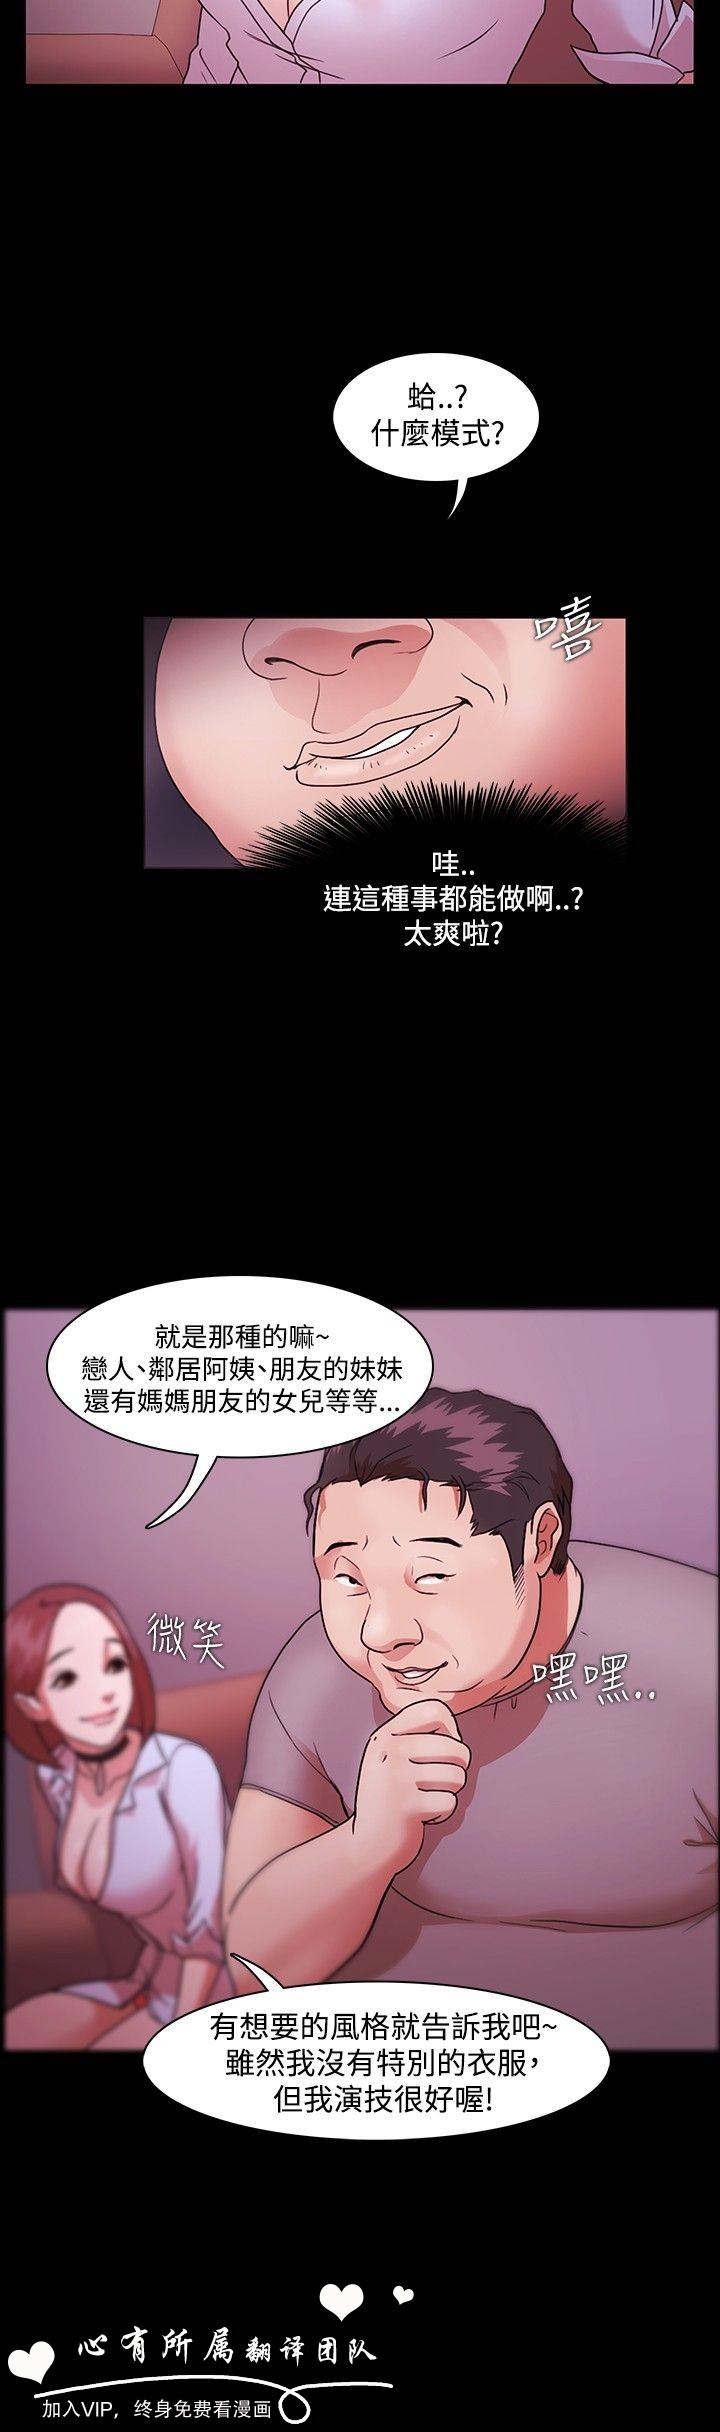 蛤..?
什麼模式?
嘻
哇..
連這種事都能做啊..?
太爽啦?
就是那種的嘛~
戀人、鄰居阿姨、朋友的妹妹
還有媽媽朋友的女兒等等...
微笑
嘿嘿..
有想要的風格就告訴我吧~
雖然我沒有特別的衣服,
但我演技很好喔!
心有所属翻译团队
加入VIP，终身免费看漫画